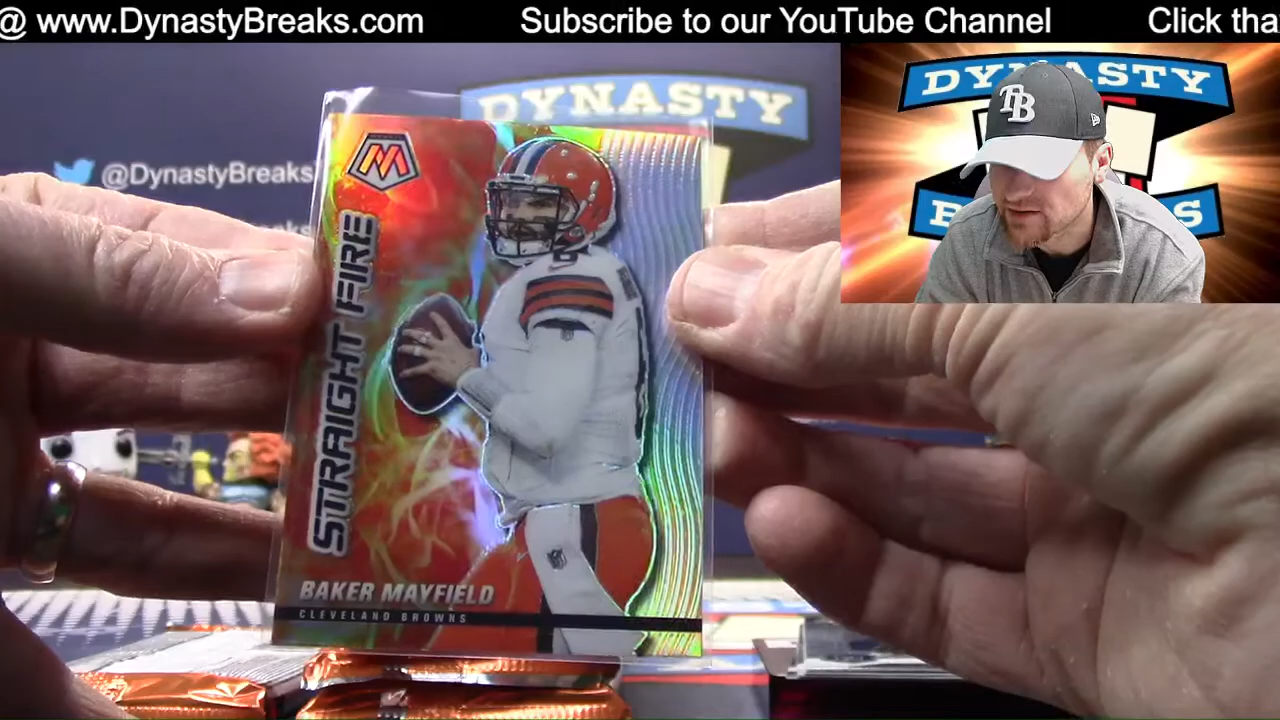 @ www.DynastyBreaks.com Subscribe to our YouTube Channel Click tha
DYNASTY
@DynastyBreaks
DYNASTY
TB
STRAIGHT FIRE
6
BAKER MAYFIELD
CLEVELAND BROWNS